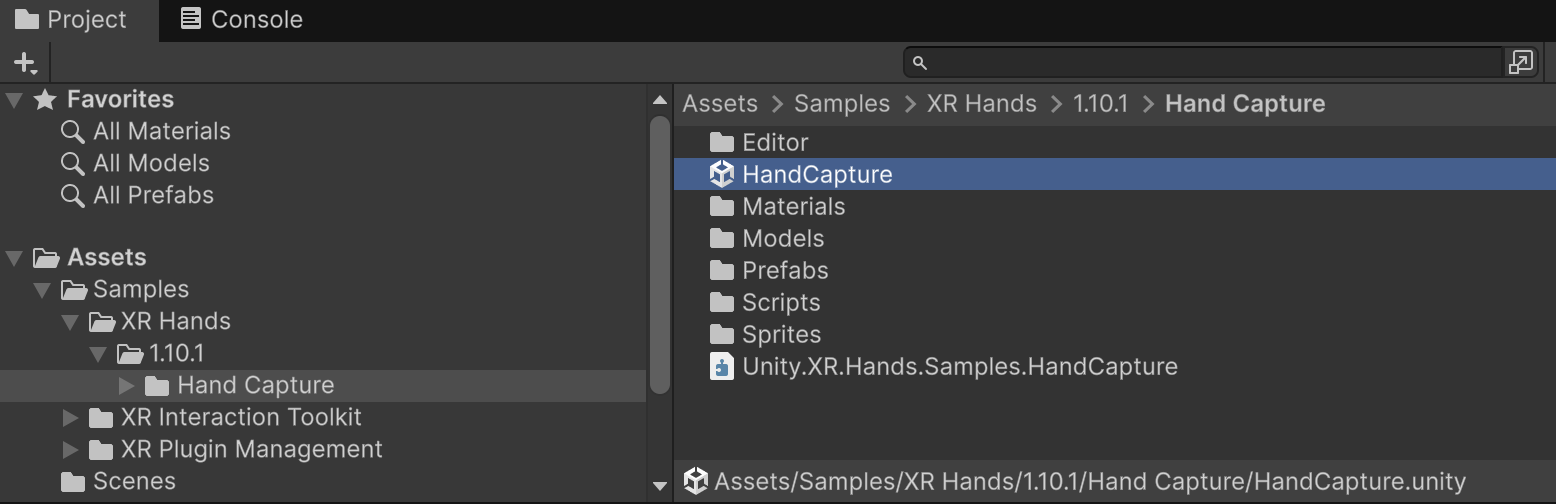 Project Console
Favorites
All Materials
All Models
All Prefabs
Assets
Samples
XR Hands
1.10.1
Hand Capture
XR Interaction Toolkit
XR Plugin Management
Scenes
Assets > Samples > XR Hands > 1.10.1 > Hand Capture
Editor
HandCapture
Materials
Models
Prefabs
Scripts
Sprites
Unity.XR.Hands.Samples.HandCapture
Assets/Samples/XR Hands/1.10.1/Hand Capture/HandCapture.unity